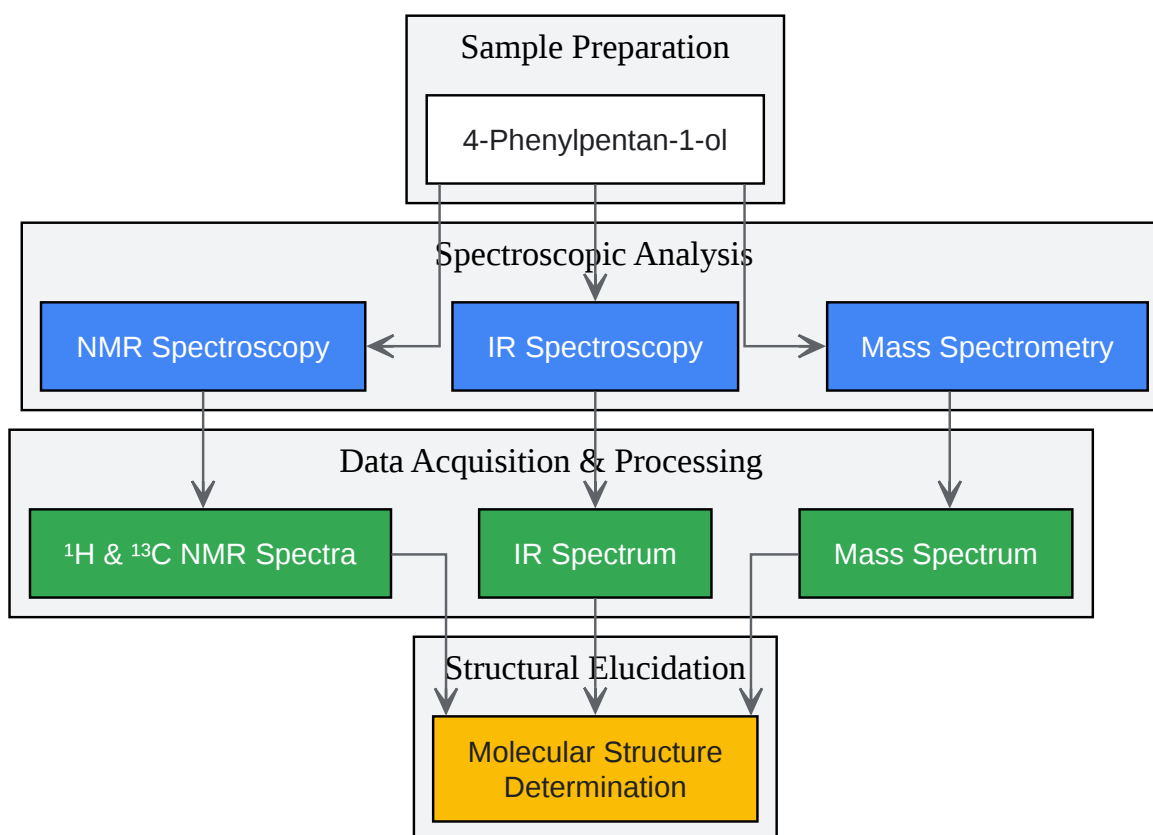 Sample Preparation
4-Phenylpentan-1-ol
Spectroscopic Analysis
NMR Spectroscopy
IR Spectroscopy
Mass Spectrometry
Data Acquisition & Processing
¹H & ¹³C NMR Spectra
IR Spectrum
Mass Spectrum
Structural Elucidation
Molecular Structure
Determination